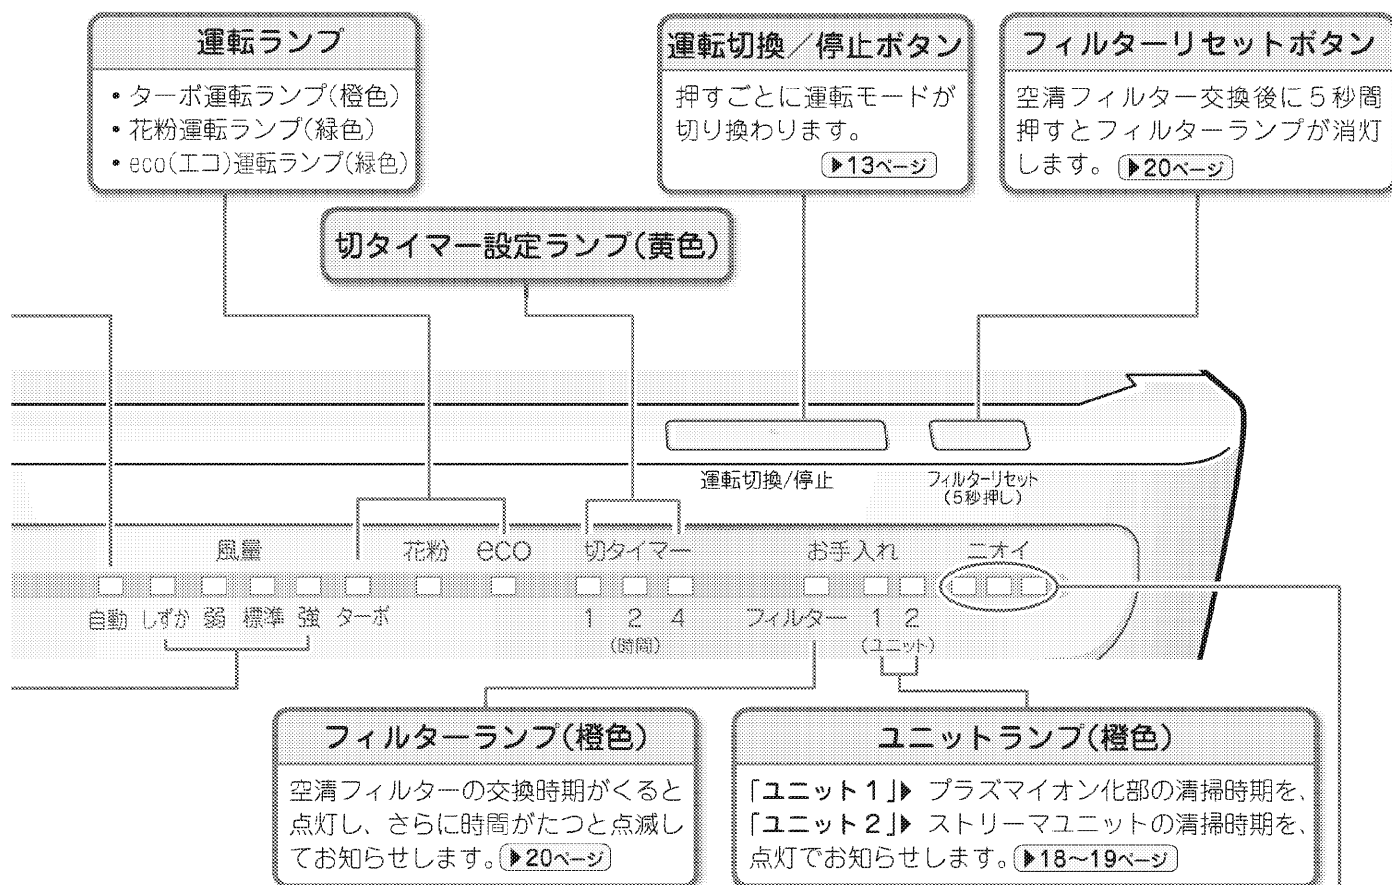 運転ランプ
• ターボ運転ランプ(橙色)
• 花粉運転ランプ(緑色)
• eco(エコ)運転ランプ(緑色)
運転切換/停止ボタン
押すごとに運転モードが
切り換わります。
▶13ページ
フィルターリセットボタン
空清フィルター交換後に5秒間
押すとフィルターランプが消灯
します。 ▶20ページ
切タイマー設定ランプ(黄色)
運転切換/停止
フィルターリセット
(5秒押し)
風量 花粉 eco 切タイマー お手入れ ニオイ
自動 しずか 弱 標準 強 ターボ 1 2 4 フィルター 1 2
(時間) (ユニット)
フィルターランプ(橙色)
空清フィルターの交換時期がくると
点灯し、さらに時間がたつと点滅し
てお知らせします。 ▶20ページ
ユニットランプ(橙色)
「ユニット1」▶ プラズマイオン化部の清掃時期を、
「ユニット2」▶ ストリーマユニットの清掃時期を、
点灯でお知らせします。 ▶18~19ページ